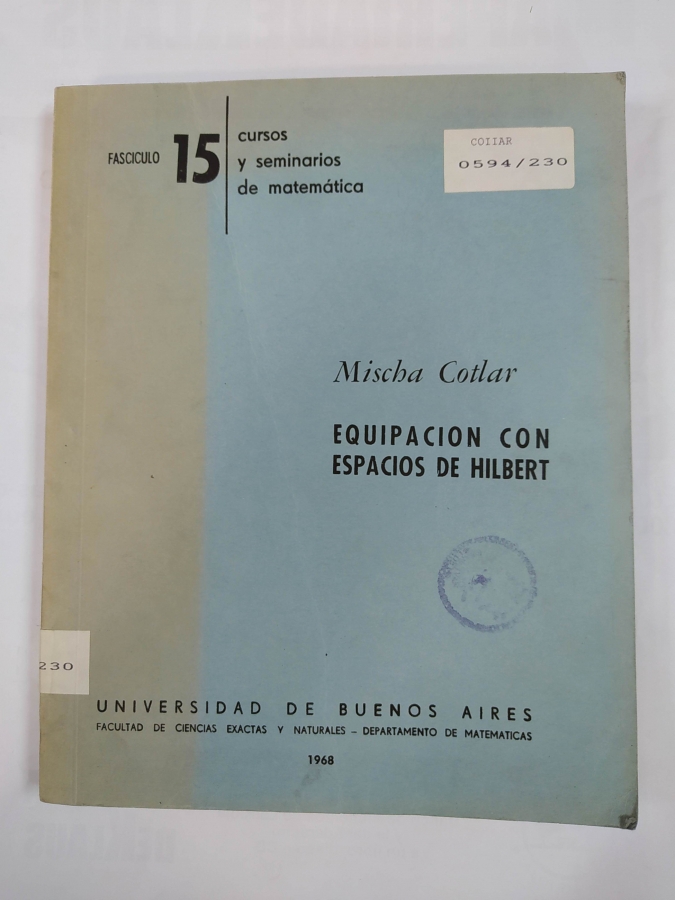 FASCICULO 15
cursos
y seminarios
de matemática
COIIAR
0594/230
Mischa Cotlar
EQUIPACION CON
ESPACIOS DE HILBERT
230
UNIVERSIDAD DE BUENOS AIRES
FACULTAD DE CIENCIAS EXACTAS Y NATURALES – DEPARTAMENTO DE MATEMATICAS
1968